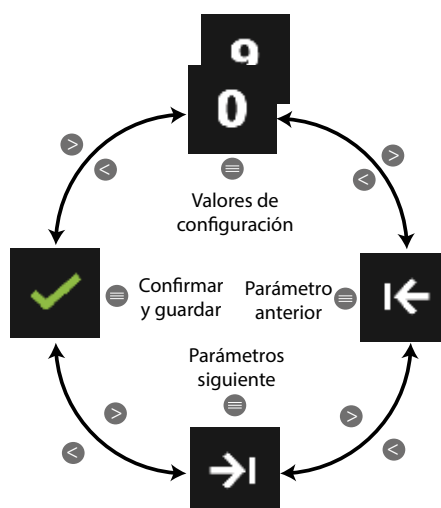 9
0
>
<
>
<
Valores de
configuración
Confirmar
y guardar
Parámetro
anterior
Parámetros
siguiente
>
<
>
<